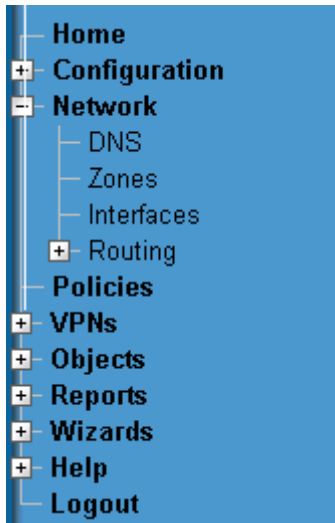 Home
Configuration
Network
DNS
Zones
Interfaces
Routing
Policies
VPNs
Objects
Reports
Wizards
Help
Logout